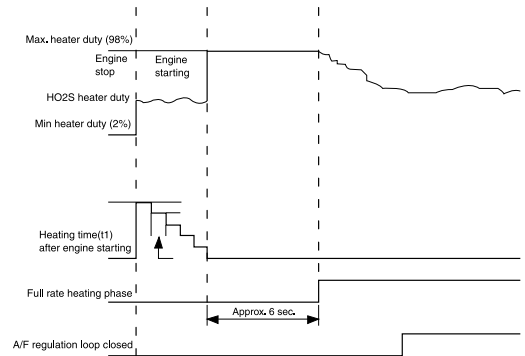 Max. heater duty (98%)
Engine
stop
Engine
starting
HO2S heater duty
Min heater duty (2%)
Heating time(t1)
after engine starting
Full rate heating phase
Approx. 6 sec.
A/F regulation loop closed